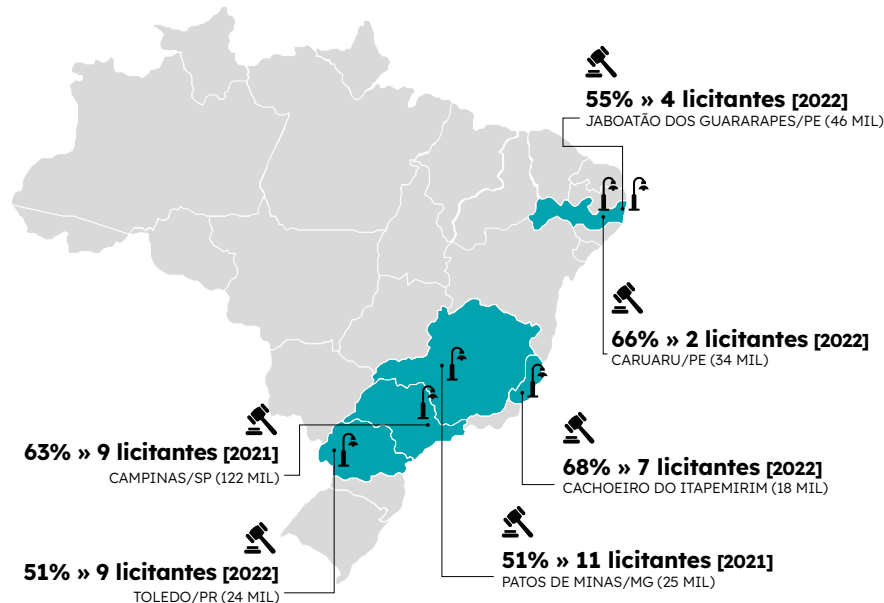 55% » 4 licitantes [2022]
JABOATÃO DOS GUARARAPES/PE (46 MIL)
66% » 2 licitantes [2022]
CARUARU/PE (34 MIL)
63% » 9 licitantes [2021]
CAMPINAS/SP (122 MIL)
68% » 7 licitantes [2022]
CACHOEIRO DO ITAPEMIRIM (18 MIL)
51% » 9 licitantes [2022]
TOLEDO/PR (24 MIL)
51% » 11 licitantes [2021]
PATOS DE MINAS/MG (25 MIL)